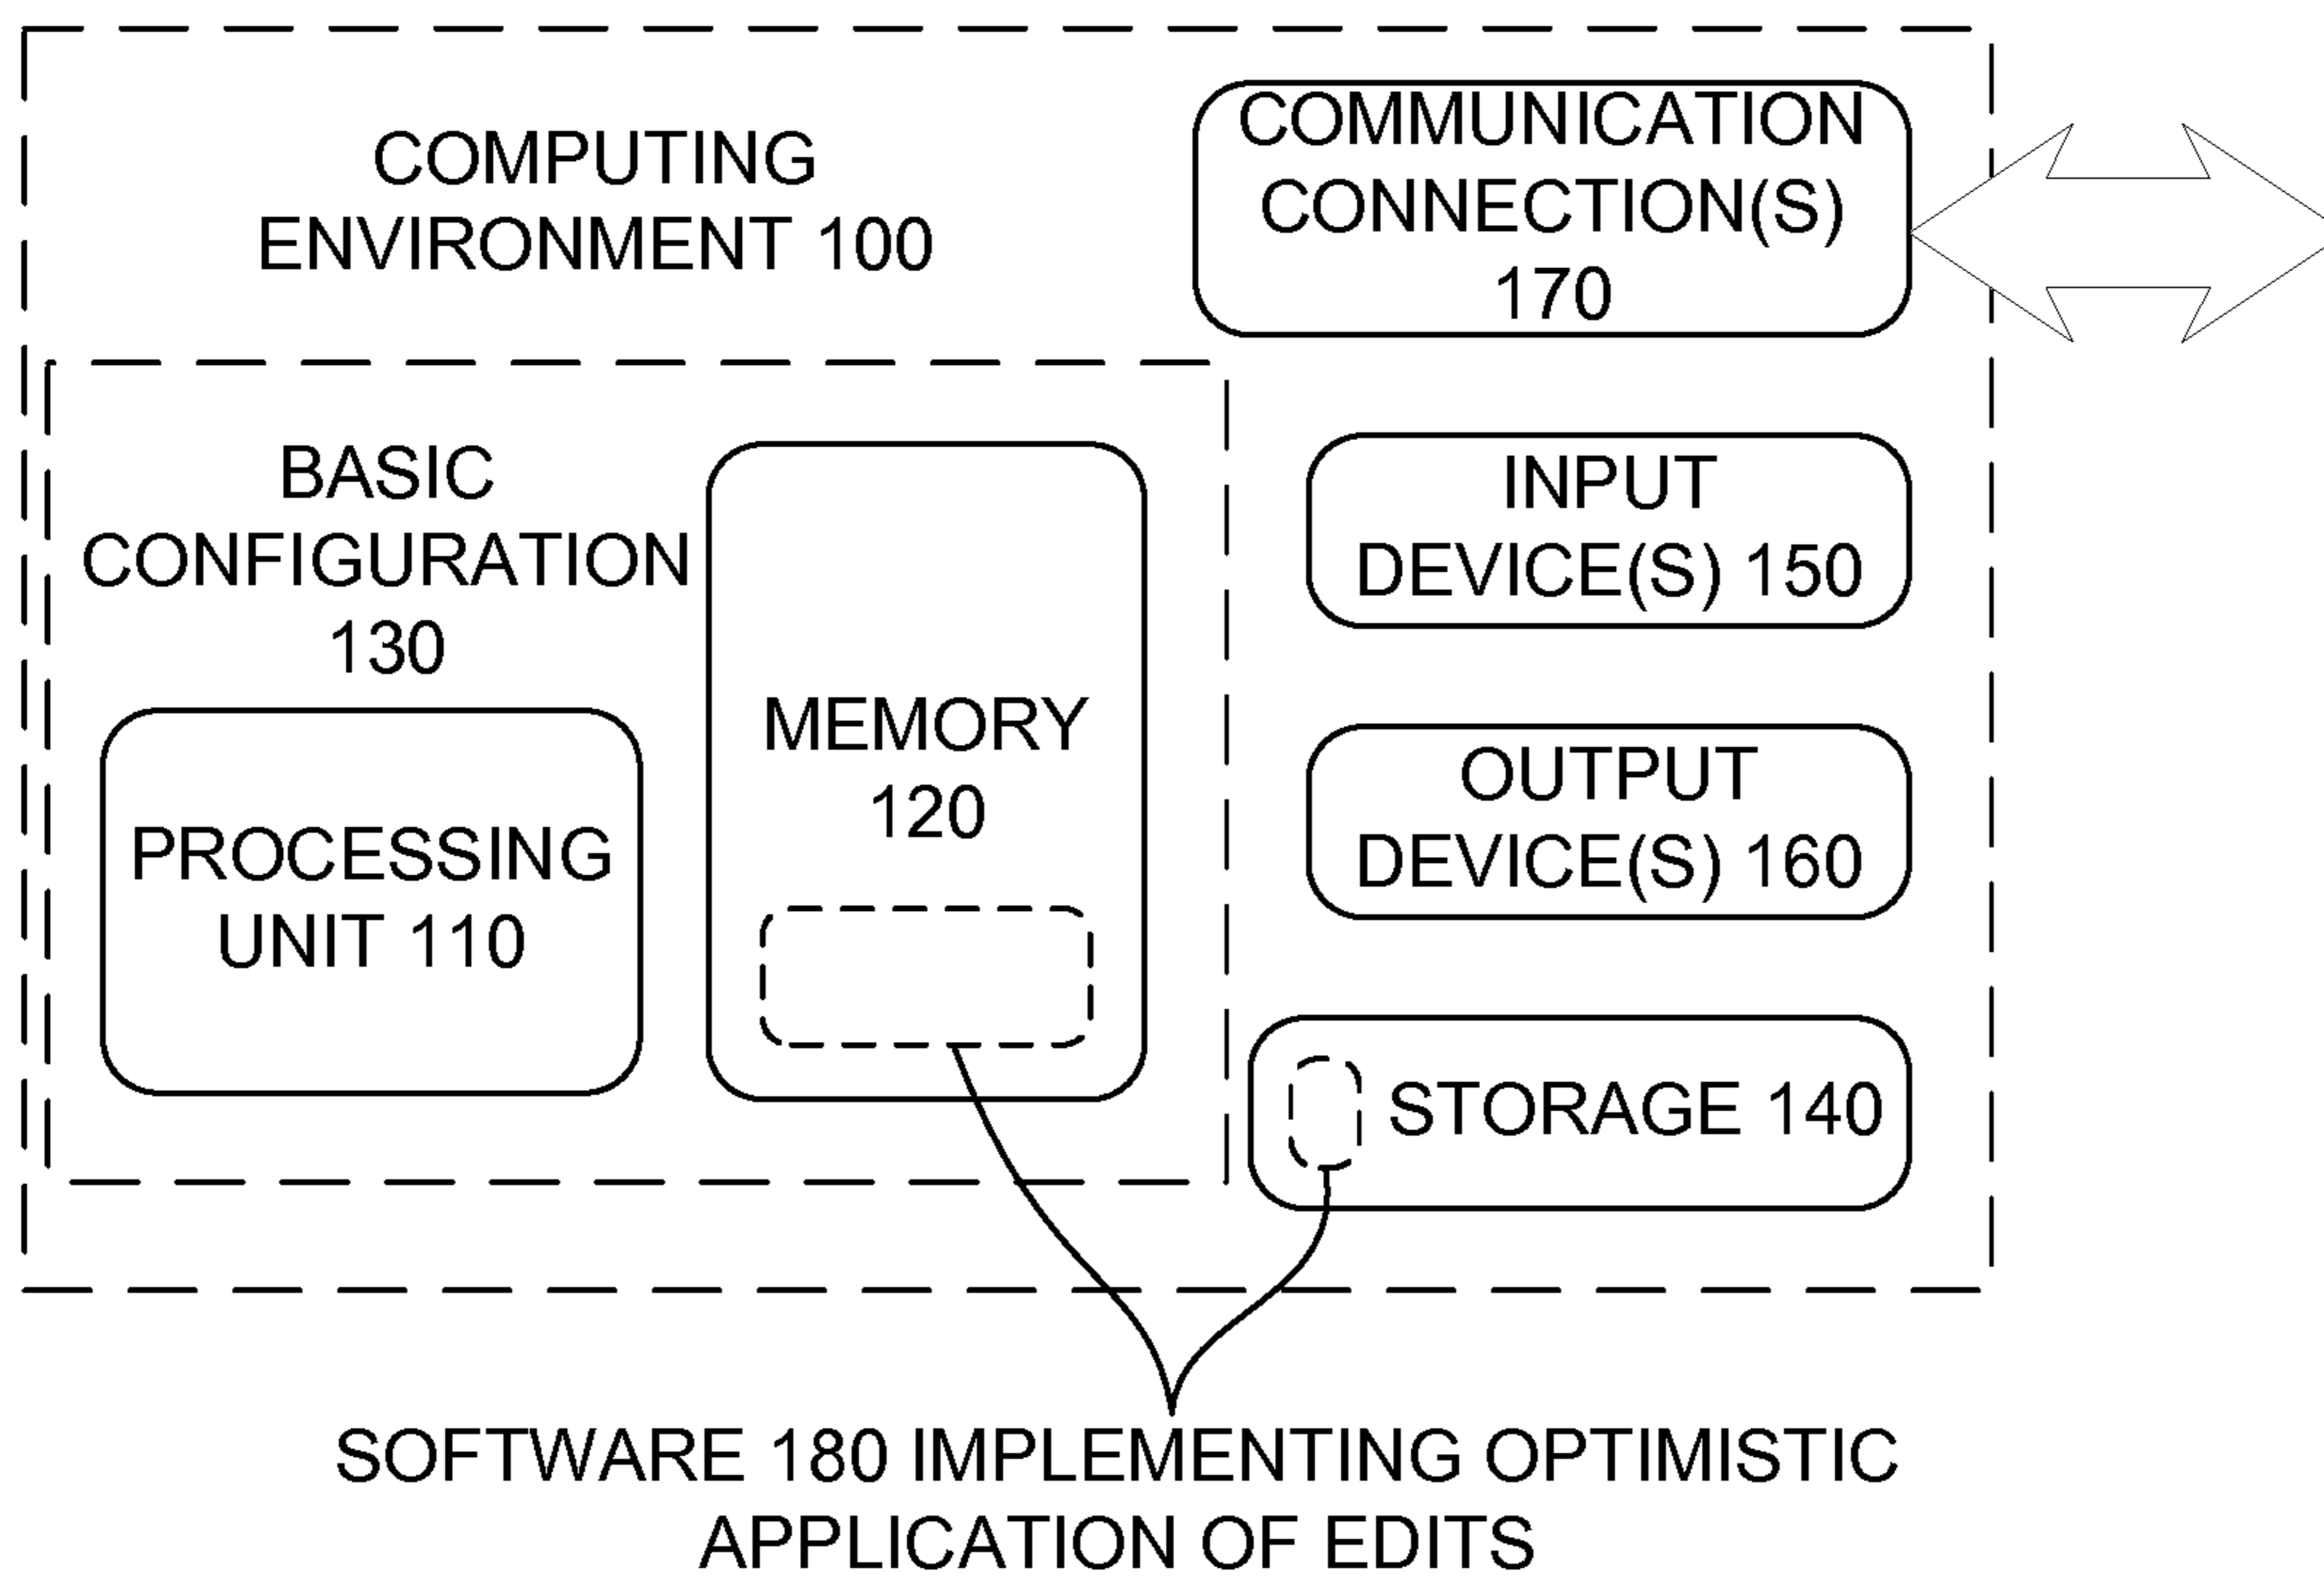 COMPUTING
ENVIRONMENT 100
COMMUNICATION
CONNECTION(S)
170
BASIC
CONFIGURATION
130
PROCESSING
UNIT 110
MEMORY
120
INPUT
DEVICE(S) 150
OUTPUT
DEVICE(S) 160
STORAGE 140
SOFTWARE 180 IMPLEMENTING OPTIMISTIC
APPLICATION OF EDITS